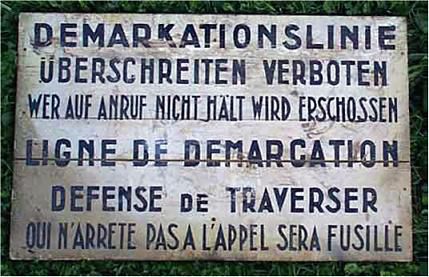 DEMARKATIONSLINIE
ÜBERSCHREITEN VERBOTEN
WER AUF ANRUF NICHT HÄLT WIRD ERSCHOSSEN
LIGNE DE DEMARCATION
DEFENSE DE TRAVERSER
QUI N'ARRETE PAS A L'APPEL SERA FUSILLE